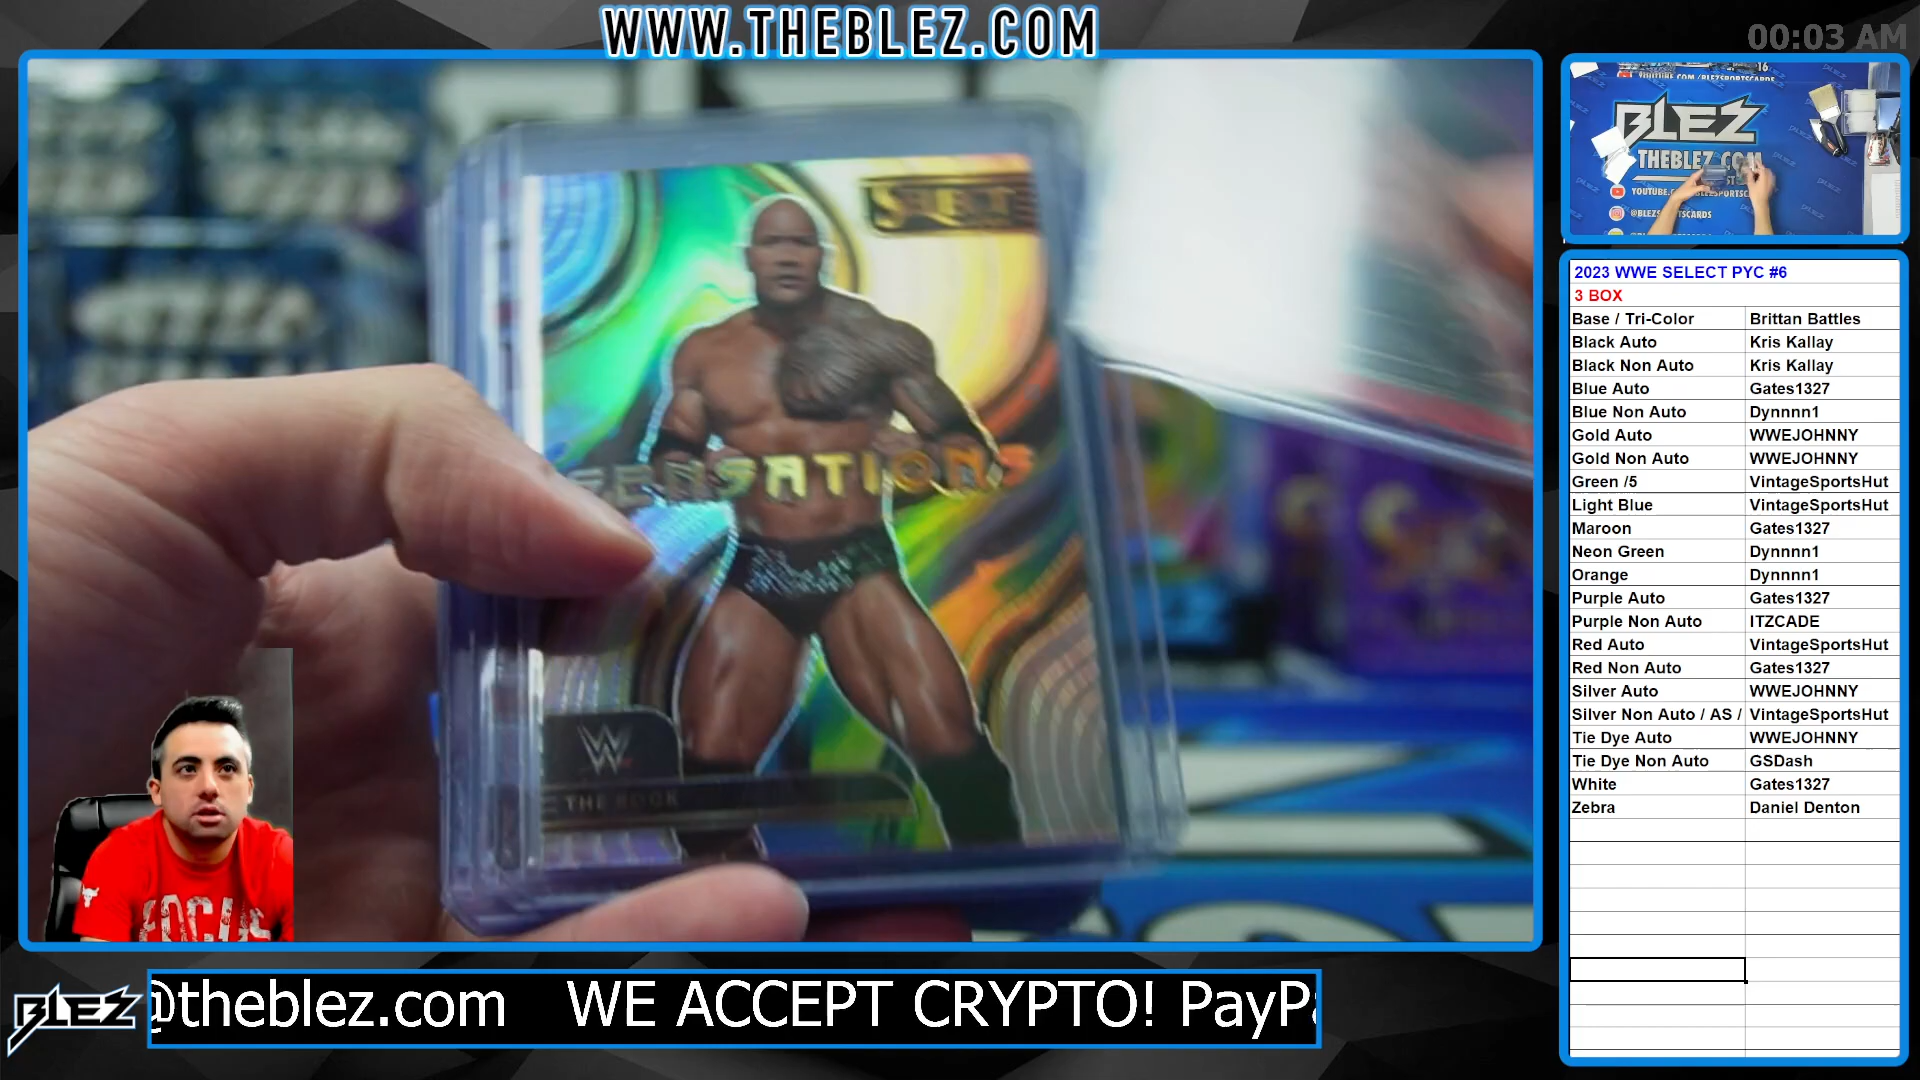 WWW.THEBLEZ.COM
00:03 AM
SELECT
SENSATIONS
W
THE ROCK
FOCUS
BLEZ
THEBLEZ.COM
@theblez.com WE ACCEPT CRYPTO! PayPa
BLEZ
2023 WWE SELECT PYC #6
3 BOX
Base / Tri-Color Brittan Battles
Black Auto Kris Kallay
Black Non Auto Kris Kallay
Blue Auto Gates1327
Blue Non Auto Dynnnn1
Gold Auto WWEJOHNNY
Gold Non Auto WWEJOHNNY
Green /5 VintageSportsHut
Light Blue VintageSportsHut
Maroon Gates1327
Neon Green Dynnnn1
Orange Dynnnn1
Purple Auto Gates1327
Purple Non Auto ITZCADE
Red Auto VintageSportsHut
Red Non Auto Gates1327
Silver Auto WWEJOHNNY
Silver Non Auto / AS / VintageSportsHut
Tie Dye Auto WWEJOHNNY
Tie Dye Non Auto GSDash
White Gates1327
Zebra Daniel Denton